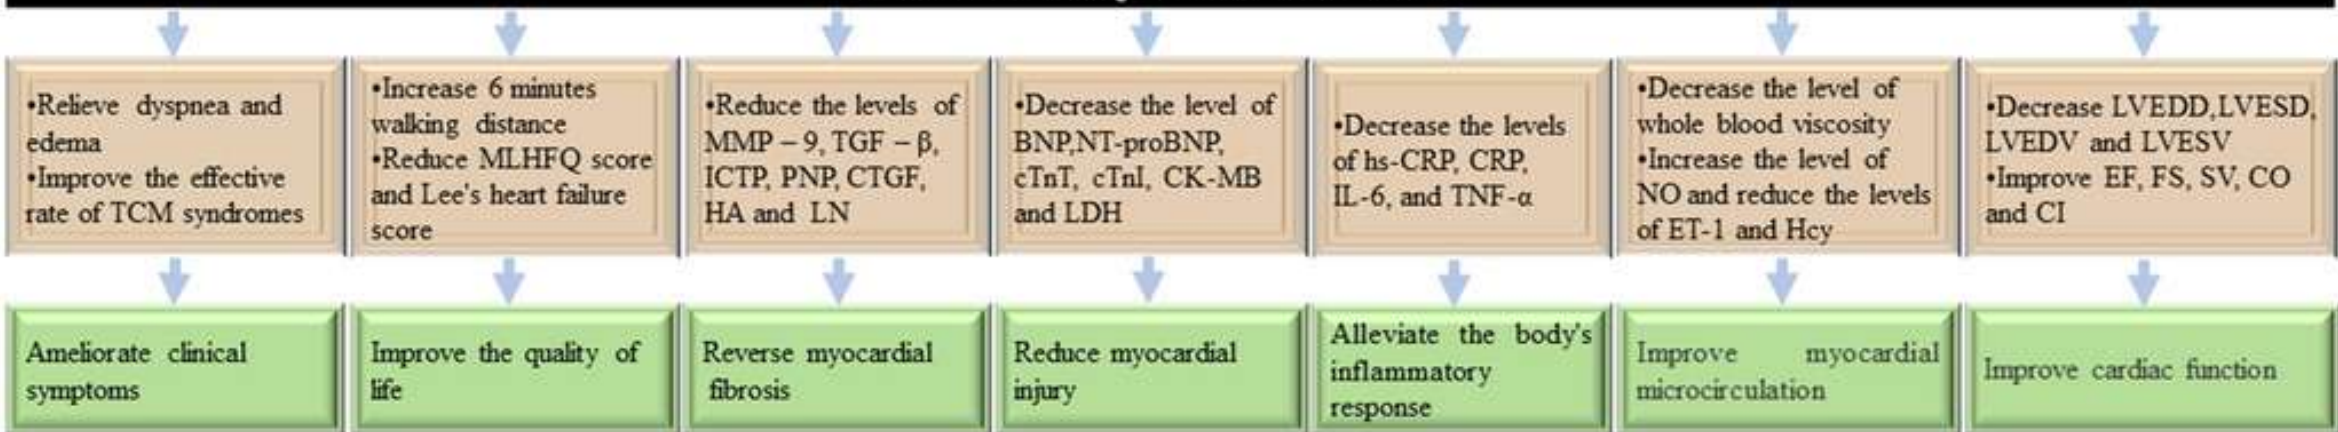 •Relieve dyspnea and
edema
•Improve the effective
rate of TCM syndromes
•Increase 6 minutes
walking distance
•Reduce MLHFQ score
and Lee's heart failure
score
•Reduce the levels of
MMP – 9, TGF – β,
ICTP, PNP, CTGF,
HA and LN
•Decrease the level of
BNP,NT-proBNP,
cTnT, cTnI, CK-MB
and LDH
•Decrease the levels
of hs-CRP, CRP,
IL-6, and TNF-α
•Decrease the level of
whole blood viscosity
•Increase the level of
NO and reduce the levels
of ET-1 and Hcy
•Decrease LVEDD,LVESD,
LVEDV and LVESV
•Improve EF, FS, SV, CO
and CI
Ameliorate clinical
symptoms
Improve the quality of
life
Reverse myocardial
fibrosis
Reduce myocardial
injury
Alleviate the body's
inflammatory
response
Improve myocardial
microcirculation
Improve cardiac function